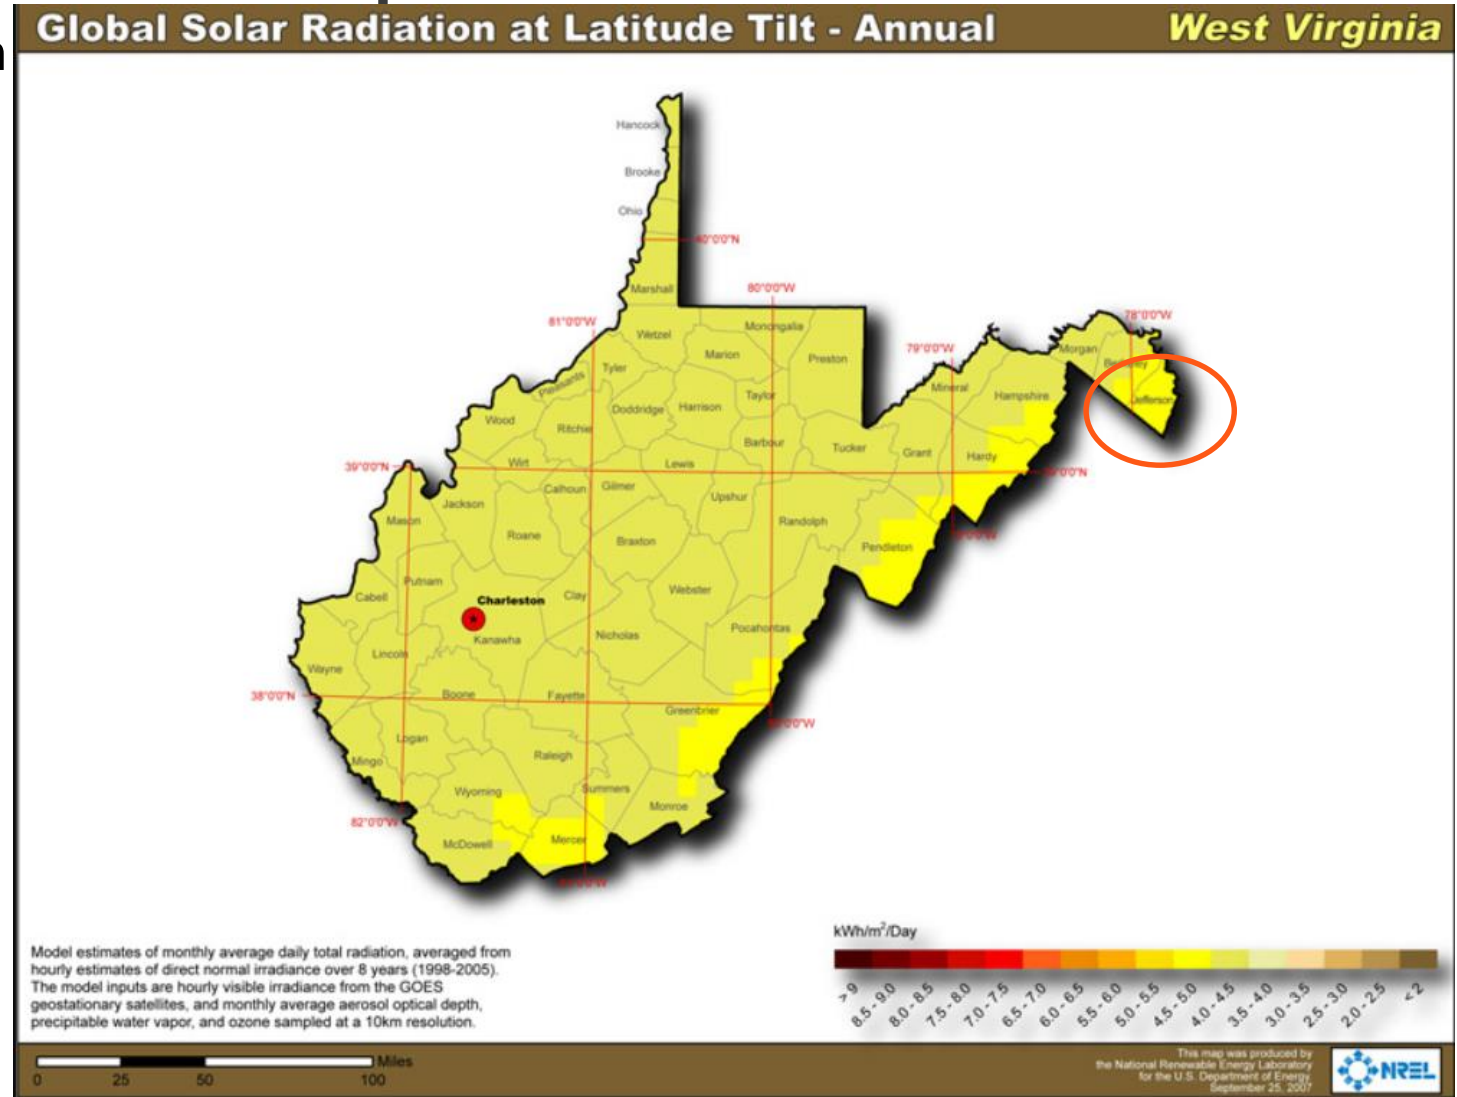 Global Solar Radiation at Latitude Tilt - Annual
West Virginia
Hancock
Brooke
Ohio
40°0'0"N
Marshall
80°0'0"W
78°0'0"W
81°0'0"W
Wetzel
Monongalia
79°0'0"W
Morgan
Marion
Preston
Berkeley
Tyler
Pleasants
Mineral
Hampshire
Taylor
Jefferson
Doddridge
Harrison
Wood
Ritchie
Barbour
Tucker
Grant
Hardy
39°0'0"N
Wirt
Lewis
Calhoun
Gilmer
Upshur
Jackson
Mason
Randolph
Roane
Braxton
Pendleton
Putnam
Webster
Cabell
Clay
Charleston
Pocahontas
Kanawha
Nicholas
Lincoln
Wayne
38°0'0"N
Boone
Fayette
Greenbrier
Logan
Raleigh
Mingo
Wyoming
Summers
Monroe
82°0'0"W
Mercer
McDowell
kWh/m²/Day
> 9
8.5 - 9.0
8.0 - 8.5
7.5 - 8.0
7.0 - 7.5
6.5 - 7.0
6.0 - 6.5
5.5 - 6.0
5.0 - 5.5
4.5 - 5.0
4.0 - 4.5
3.5 - 4.0
3.0 - 3.5
2.5 - 3.0
2.0 - 2.5
< 2
Model estimates of monthly average daily total radiation, averaged from
hourly estimates of direct normal irradiance over 8 years (1998-2005).
The model inputs are hourly visible irradiance from the GOES
geostationary satellites, and monthly average aerosol optical depth,
precipitable water vapor, and ozone sampled at a 10km resolution.
Miles
0 25 50 100
This map was produced by
the National Renewable Energy Laboratory
for the U.S. Department of Energy.
September 25, 2007
NREL